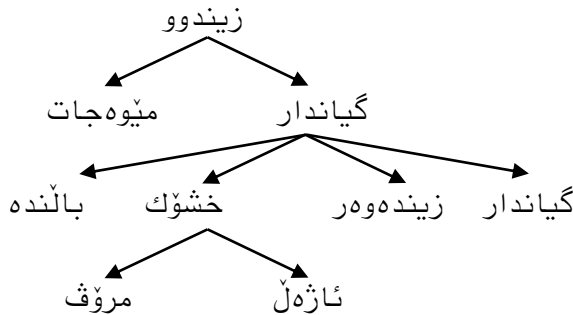 زیندوو
گیاندار مێوەجات
گیاندار زیندەوەر خشۆك باڵندە
ئاژەڵ مرۆڤ